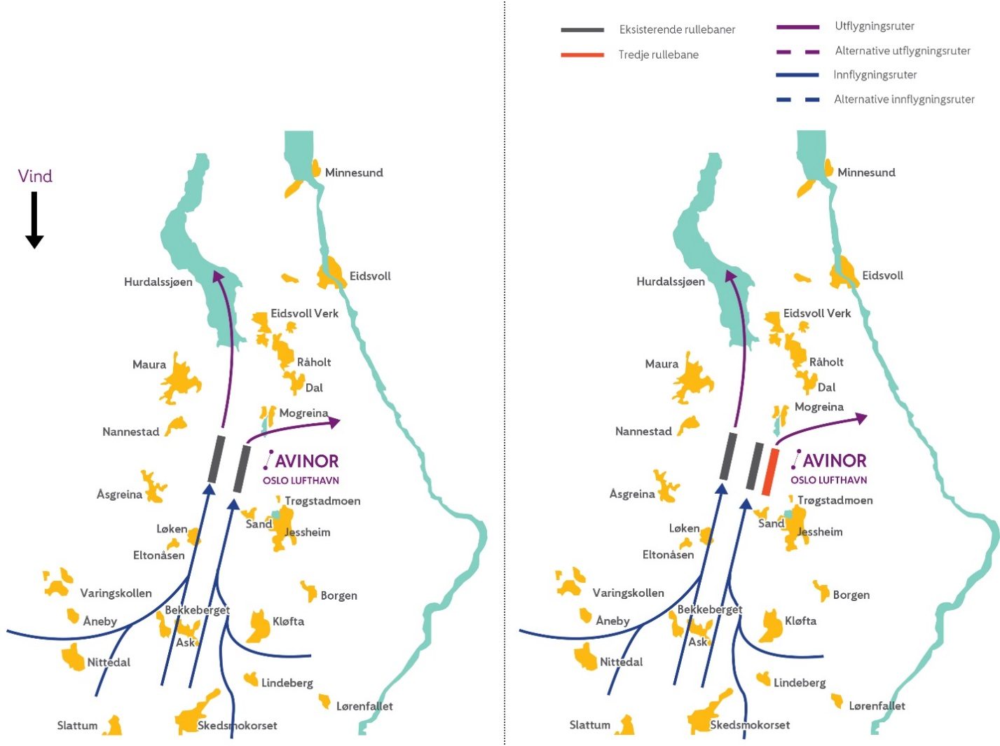 Eksisterende rullebaner
Tredje rullebane
Utflygningsruter
Alternative utflygningsruter
Innflygningsruter
Alternative innflygningsruter
Vind
Minnesund
Hurdalssjøen
Eidsvoll
Eidsvoll Verk
Maura
Råholt
Dal
Mogreina
Nannestad
AVINOR
OSLO LUFTHAVN
Åsgreina
Trøgstadmoen
Sand
Løken
Jessheim
Eltonåsen
Varingskollen
Borgen
Bekkeberget
Åneby
Kløfta
Ask
Nittedal
Lindeberg
Lørenfallet
Slattum
Skedsmokorset
Minnesund
Hurdalssjøen
Eidsvoll
Eidsvoll Verk
Maura
Råholt
Dal
Mogreina
Nannestad
AVINOR
OSLO LUFTHAVN
Åsgreina
Trøgstadmoen
Sand
Løken
Jessheim
Eltonåsen
Varingskollen
Borgen
Bekkeberget
Åneby
Kløfta
Ask
Nittedal
Lindeberg
Lørenfallet
Slattum
Skedsmokorset